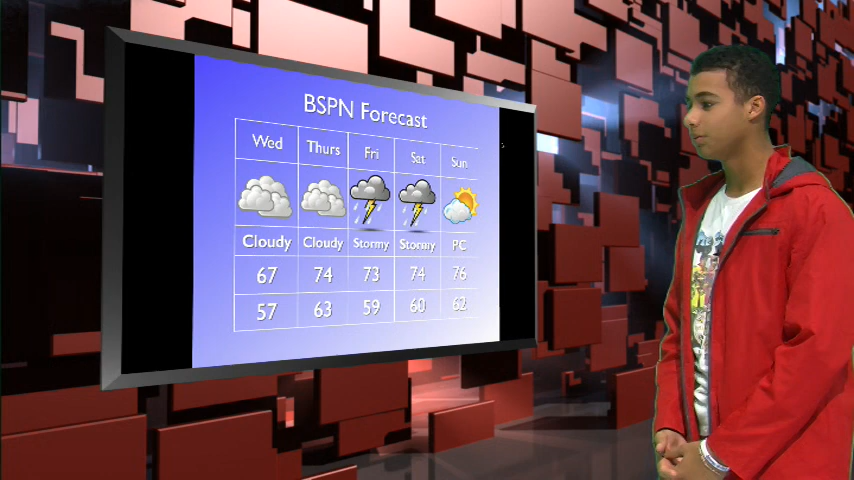 BSPN Forecast
Wed Thurs Fri Sat Sun
Cloudy Cloudy Stormy Stormy PC
67 74 73 74 76
57 63 59 60 62